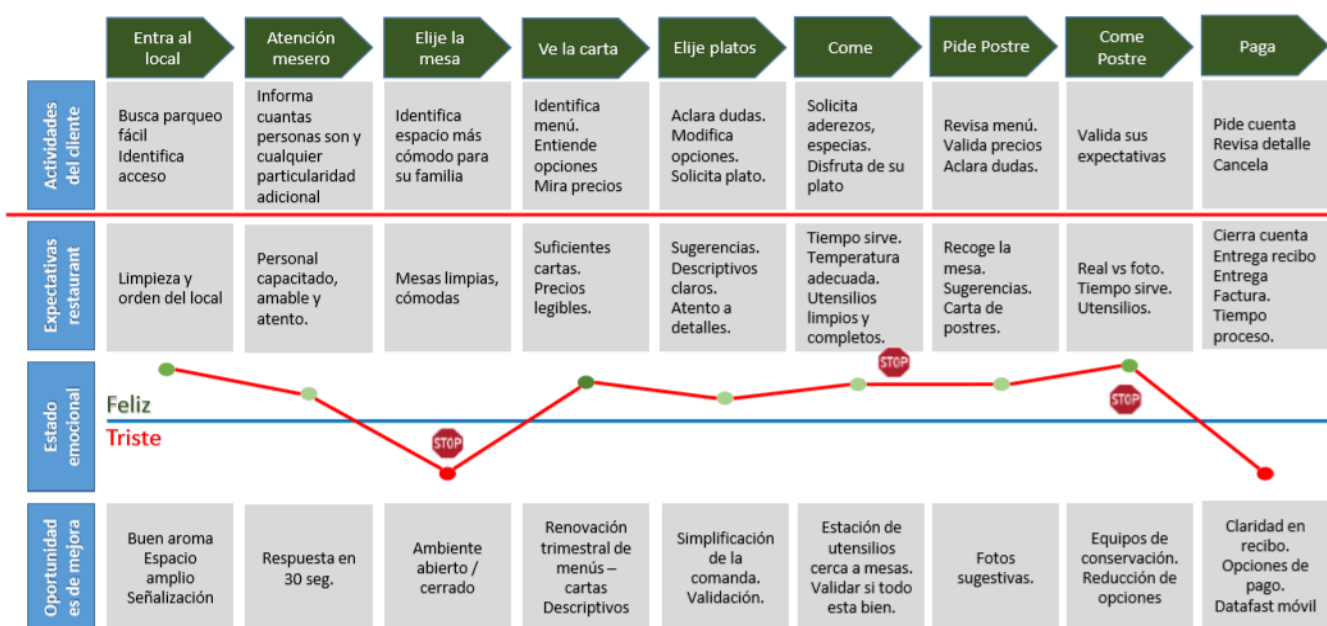 Entra al
local
Atención
mesero
Elije la
mesa
Ve la carta
Elije platos
Come
Pide Postre
Come
Postre
Paga
Actividades
del cliente
Busca parqueo
fácil
Identifica
acceso
Informa
cuantas
personas son y
cualquier
particularidad
adicional
Identifica
espacio más
cómodo para
su familia
Identifica
menú.
Entiende
opciones
Mira precios
Aclara dudas.
Modifica
opciones.
Solicita plato.
Solicita
aderezos,
especias.
Disfruta de su
plato
Revisa menú.
Valida precios
Aclara dudas.
Valida sus
expectativas
Pide cuenta
Revisa detalle
Cancela
Expectativas
restaurant
Limpieza y
orden del local
Personal
capacitado,
amable y
atento.
Mesas limpias,
cómodas
Suficientes
cartas.
Precios
legibles.
Sugerencias.
Descriptivos
claros.
Atento a
detalles.
Tiempo sirve.
Temperatura
adecuada.
Utensilios
limpios y
completos.
Recoge la
mesa.
Sugerencias.
Carta de
postres.
Real vs foto.
Tiempo sirve.
Utensilios.
Cierra cuenta
Entrega recibo
Entrega
Factura.
Tiempo
proceso.
Estado
emocional
Feliz
Triste
STOP
STOP
STOP
Oportunidad
es de mejora
Buen aroma
Espacio
amplio
Señalización
Respuesta en
30 seg.
Ambiente
abierto /
cerrado
Renovación
trimestral de
menús –
cartas
Descriptivos
Simplificación
de la
comanda.
Validación.
Estación de
utensilios
cerca a mesas.
Validar si todo
esta bien.
Fotos
sugestivas.
Equipos de
conservación.
Reducción de
opciones
Claridad en
recibo.
Opciones de
pago.
Datafast móvil